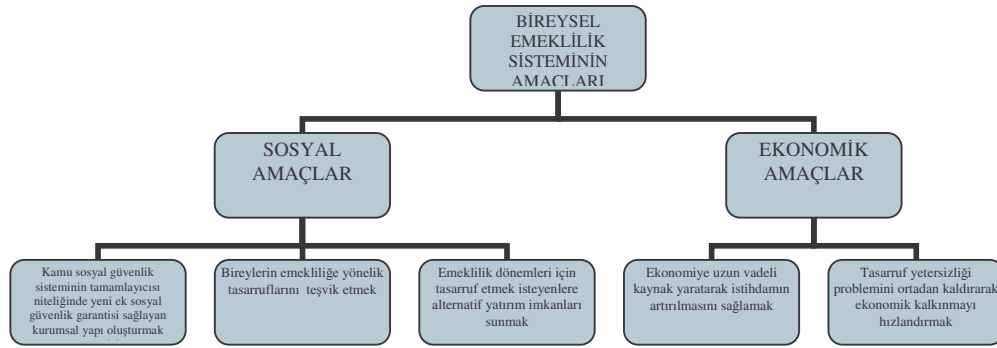 BİREYSEL
EMEKLİLİK
SİSTEMİNİN
AMAÇLARI
SOSYAL
AMAÇLAR
EKONOMİK
AMAÇLAR
Kamu sosyal güvenlik
sisteminin tamamlayıcısı
niteliğinde yeni ek sosyal
güvenlik garantisi sağlayan
kurumsal yapı oluşturmak
Bireylerin emekliliğe yönelik
tasarruflarını teşvik etmek
Emeklilik dönemleri için
tasarruf etmek isteyenlere
alternatif yatırım imkanları
sunmak
Ekonomiye uzun vadeli
kaynak yaratarak istihdamın
artırılmasını sağlamak
Tasarruf yetersizliği
problemini ortadan kaldırarak
ekonomik kalkınmayı
hızlandırmak